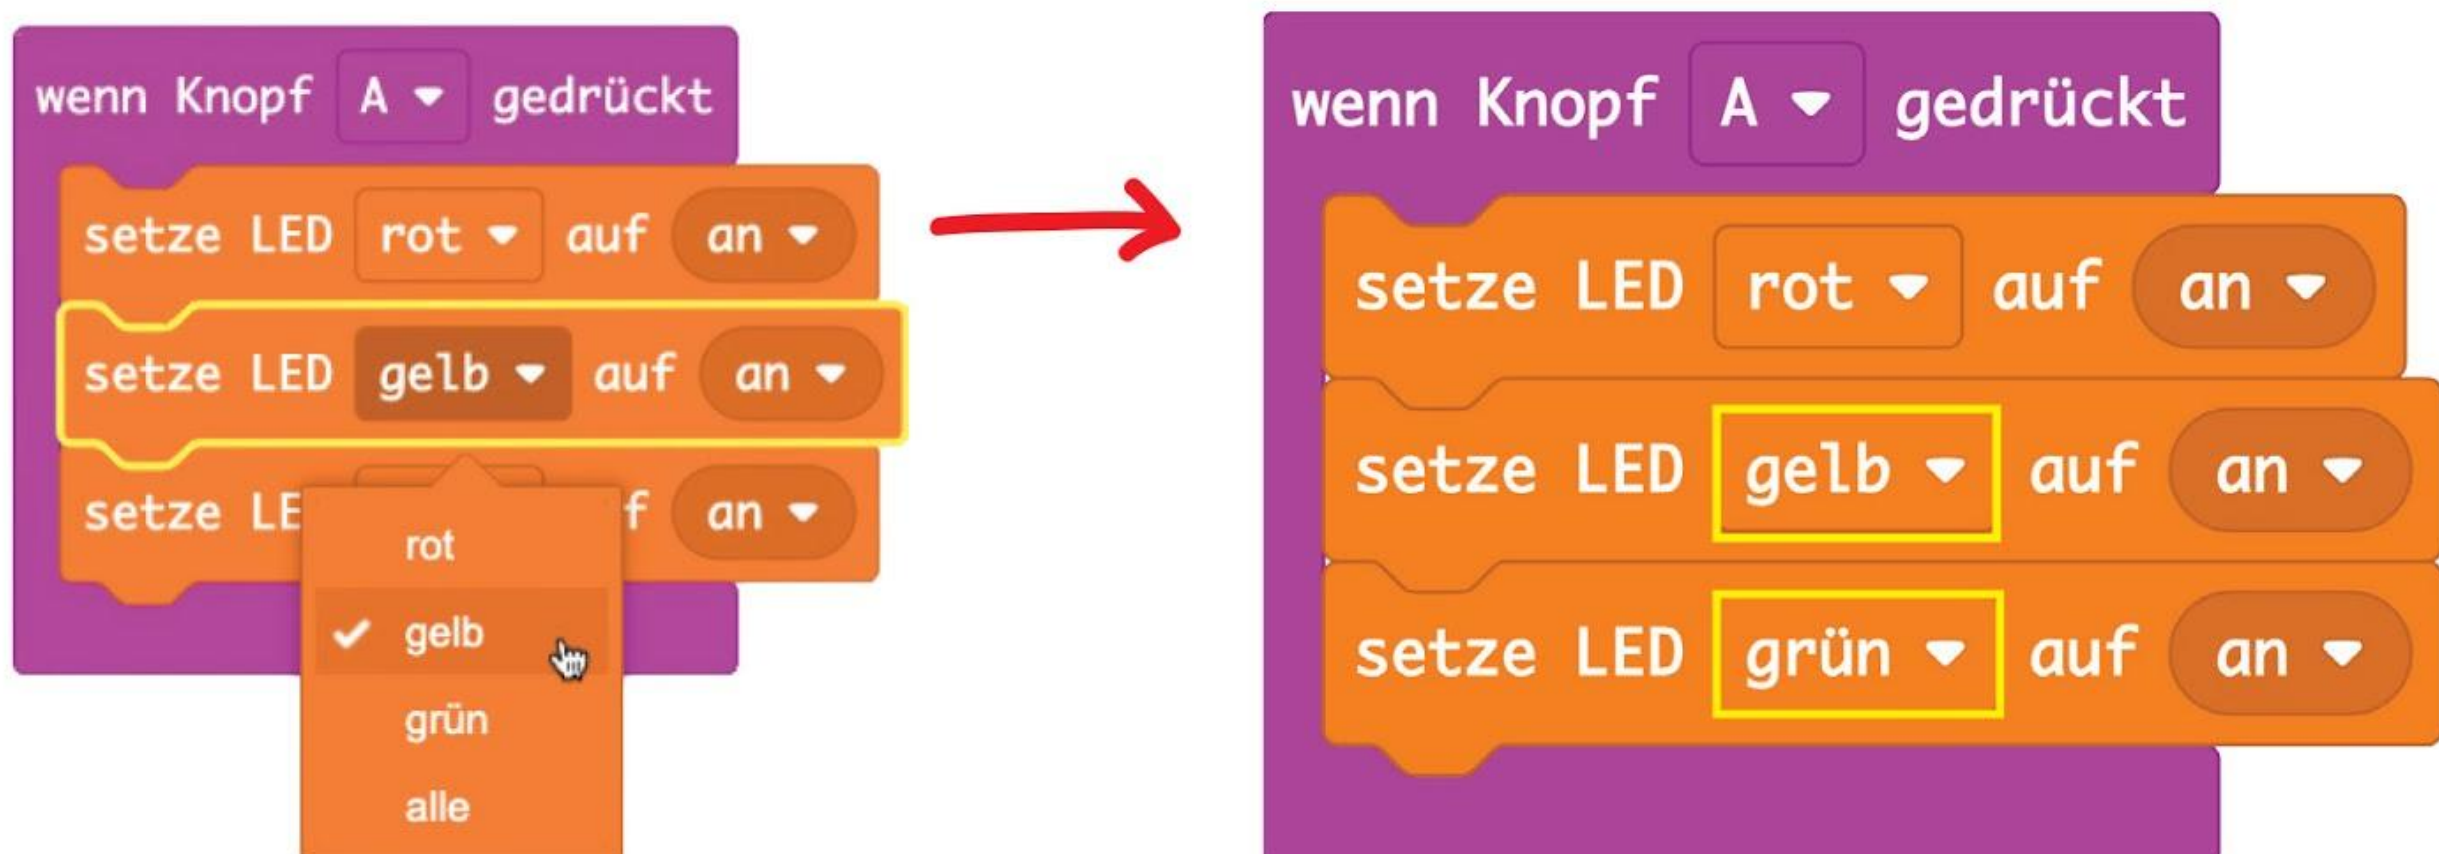 wenn Knopf A gedrückt
setze LED rot auf an
setze LED gelb auf an
setze LE f an
rot
gelb
grün
alle
wenn Knopf A gedrückt
setze LED rot auf an
setze LED gelb auf an
setze LED grün auf an